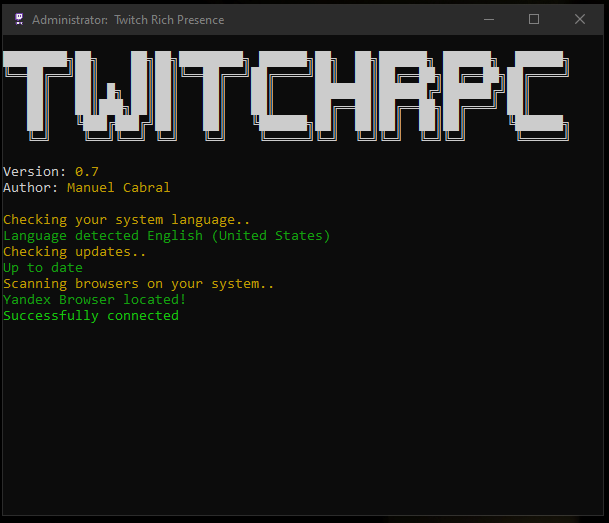 Administrator: Twitch Rich Presence
TWITCHRPC
Version: 0.7
Author: Manuel Cabral
Checking your system language..
Language detected English (United States)
Checking updates..
Up to date
Scanning browsers on your system..
Yandex Browser located!
Successfully connected